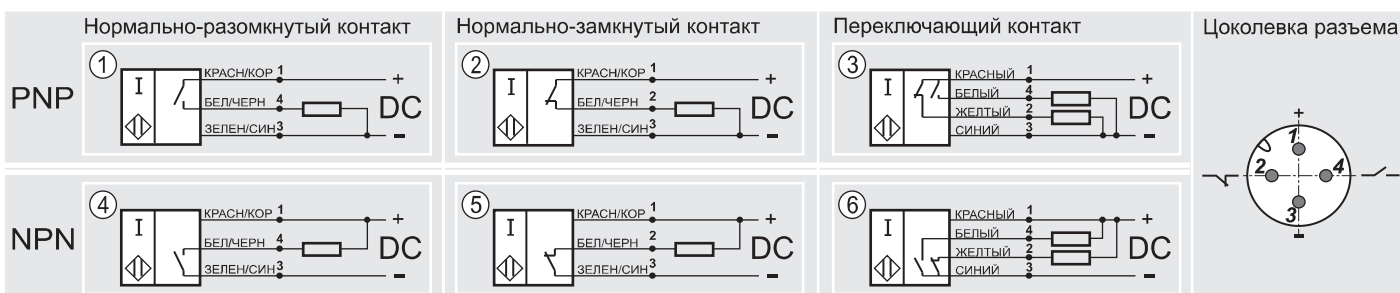 Нормально-разомкнутый контакт
Нормально-замкнутый контакт
Переключающий контакт
Цоколевка разъема
PNP
1
I
КРАСН/КОР 1
БЕЛ/ЧЕРН 4
ЗЕЛЕН/СИН 3
+
DC
-
2
I
КРАСН/КОР 1
БЕЛ/ЧЕРН 2
ЗЕЛЕН/СИН 3
+
DC
-
3
I
КРАСНЫЙ 1
БЕЛЫЙ 4
ЖЕЛТЫЙ 2
СИНИЙ 3
+
DC
-
NPN
4
I
КРАСН/КОР 1
БЕЛ/ЧЕРН 4
ЗЕЛЕН/СИН 3
+
DC
-
5
I
КРАСН/КОР 1
БЕЛ/ЧЕРН 2
ЗЕЛЕН/СИН 3
+
DC
-
6
I
КРАСНЫЙ 1
БЕЛЫЙ 4
ЖЕЛТЫЙ 2
СИНИЙ 3
+
DC
-
+
1
2 4
3
-